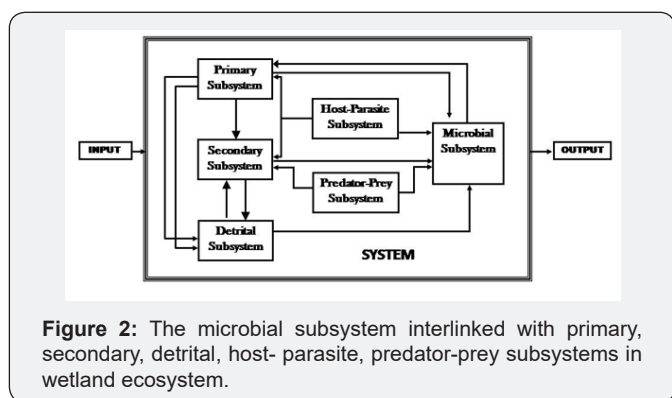 Primary
Subsystem
Host-Parasite
Subsystem
Microbial
Subsystem
INPUT
Secondary
Subsystem
OUTPUT
Predator-Prey
Subsystem
Detrital
Subsystem
SYSTEM
Figure 2: The microbial subsystem interlinked with primary,
secondary, detrital, host- parasite, predator-prey subsystems in
wetland ecosystem.